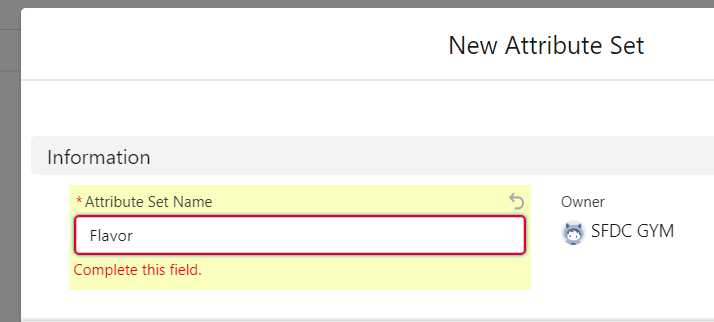 New Attribute Set
Information
* Attribute Set Name
Flavor
Complete this field.
Owner
SFDC GYM